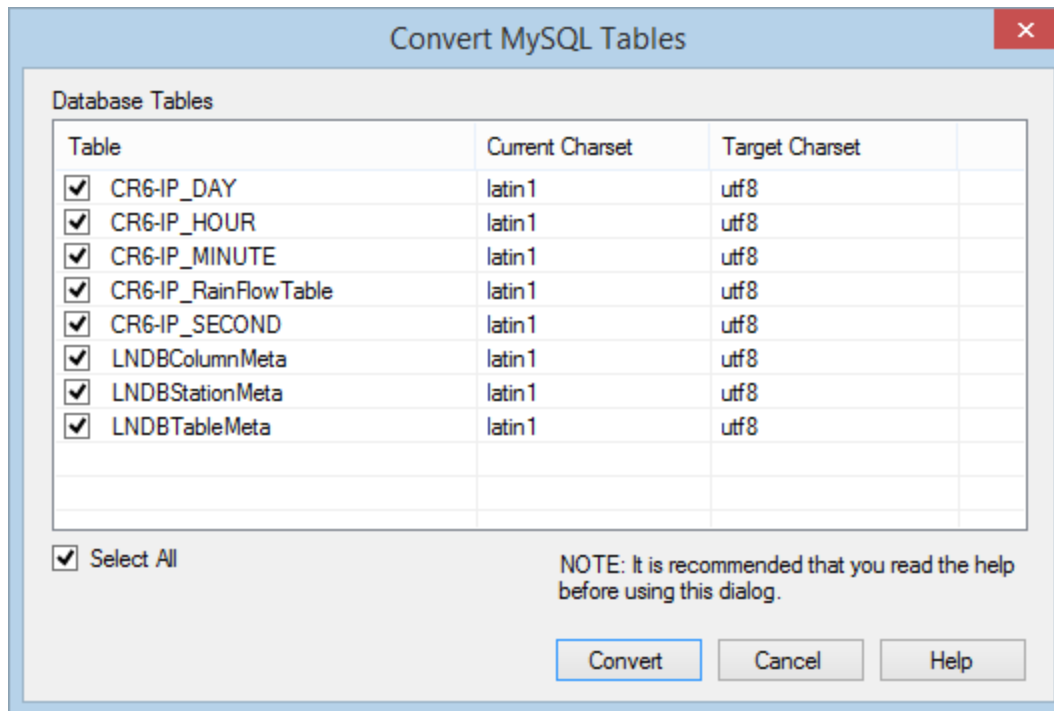 Convert MySQL Tables
Database Tables
Table Current Charset Target Charset
CR6-IP_DAY latin1 utf8
CR6-IP_HOUR latin1 utf8
CR6-IP_MINUTE latin1 utf8
CR6-IP_RainFlowTable latin1 utf8
CR6-IP_SECOND latin1 utf8
LNDBColumnMeta latin1 utf8
LNDBStationMeta latin1 utf8
LNDBTableMeta latin1 utf8
Select All
NOTE: It is recommended that you read the help
before using this dialog.
Convert Cancel Help